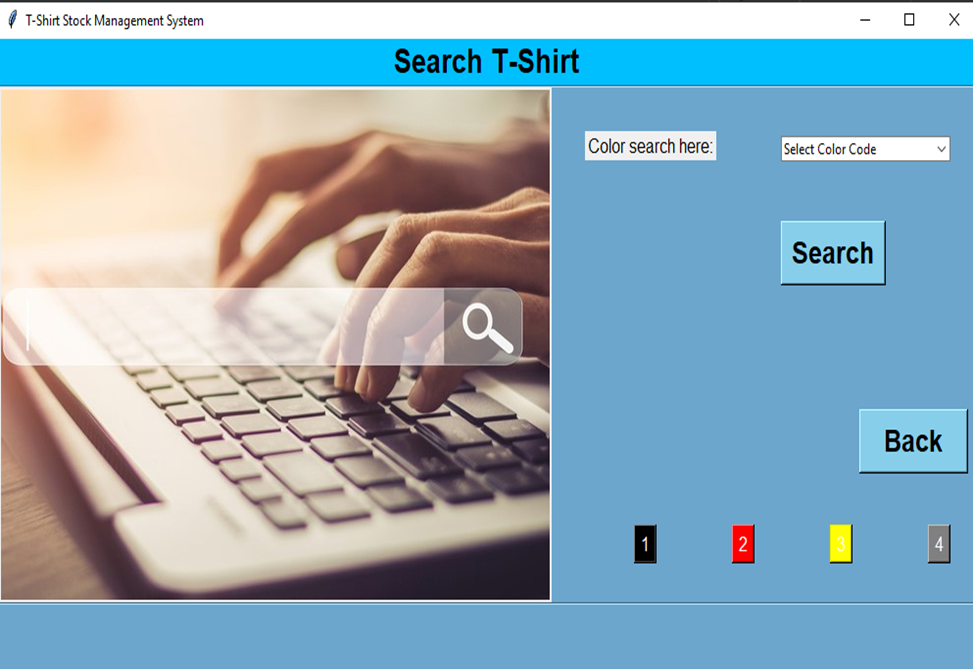 T-Shirt Stock Management System
Search T-Shirt
Color search here:
Select Color Code
Search
Back
1
2
3
4